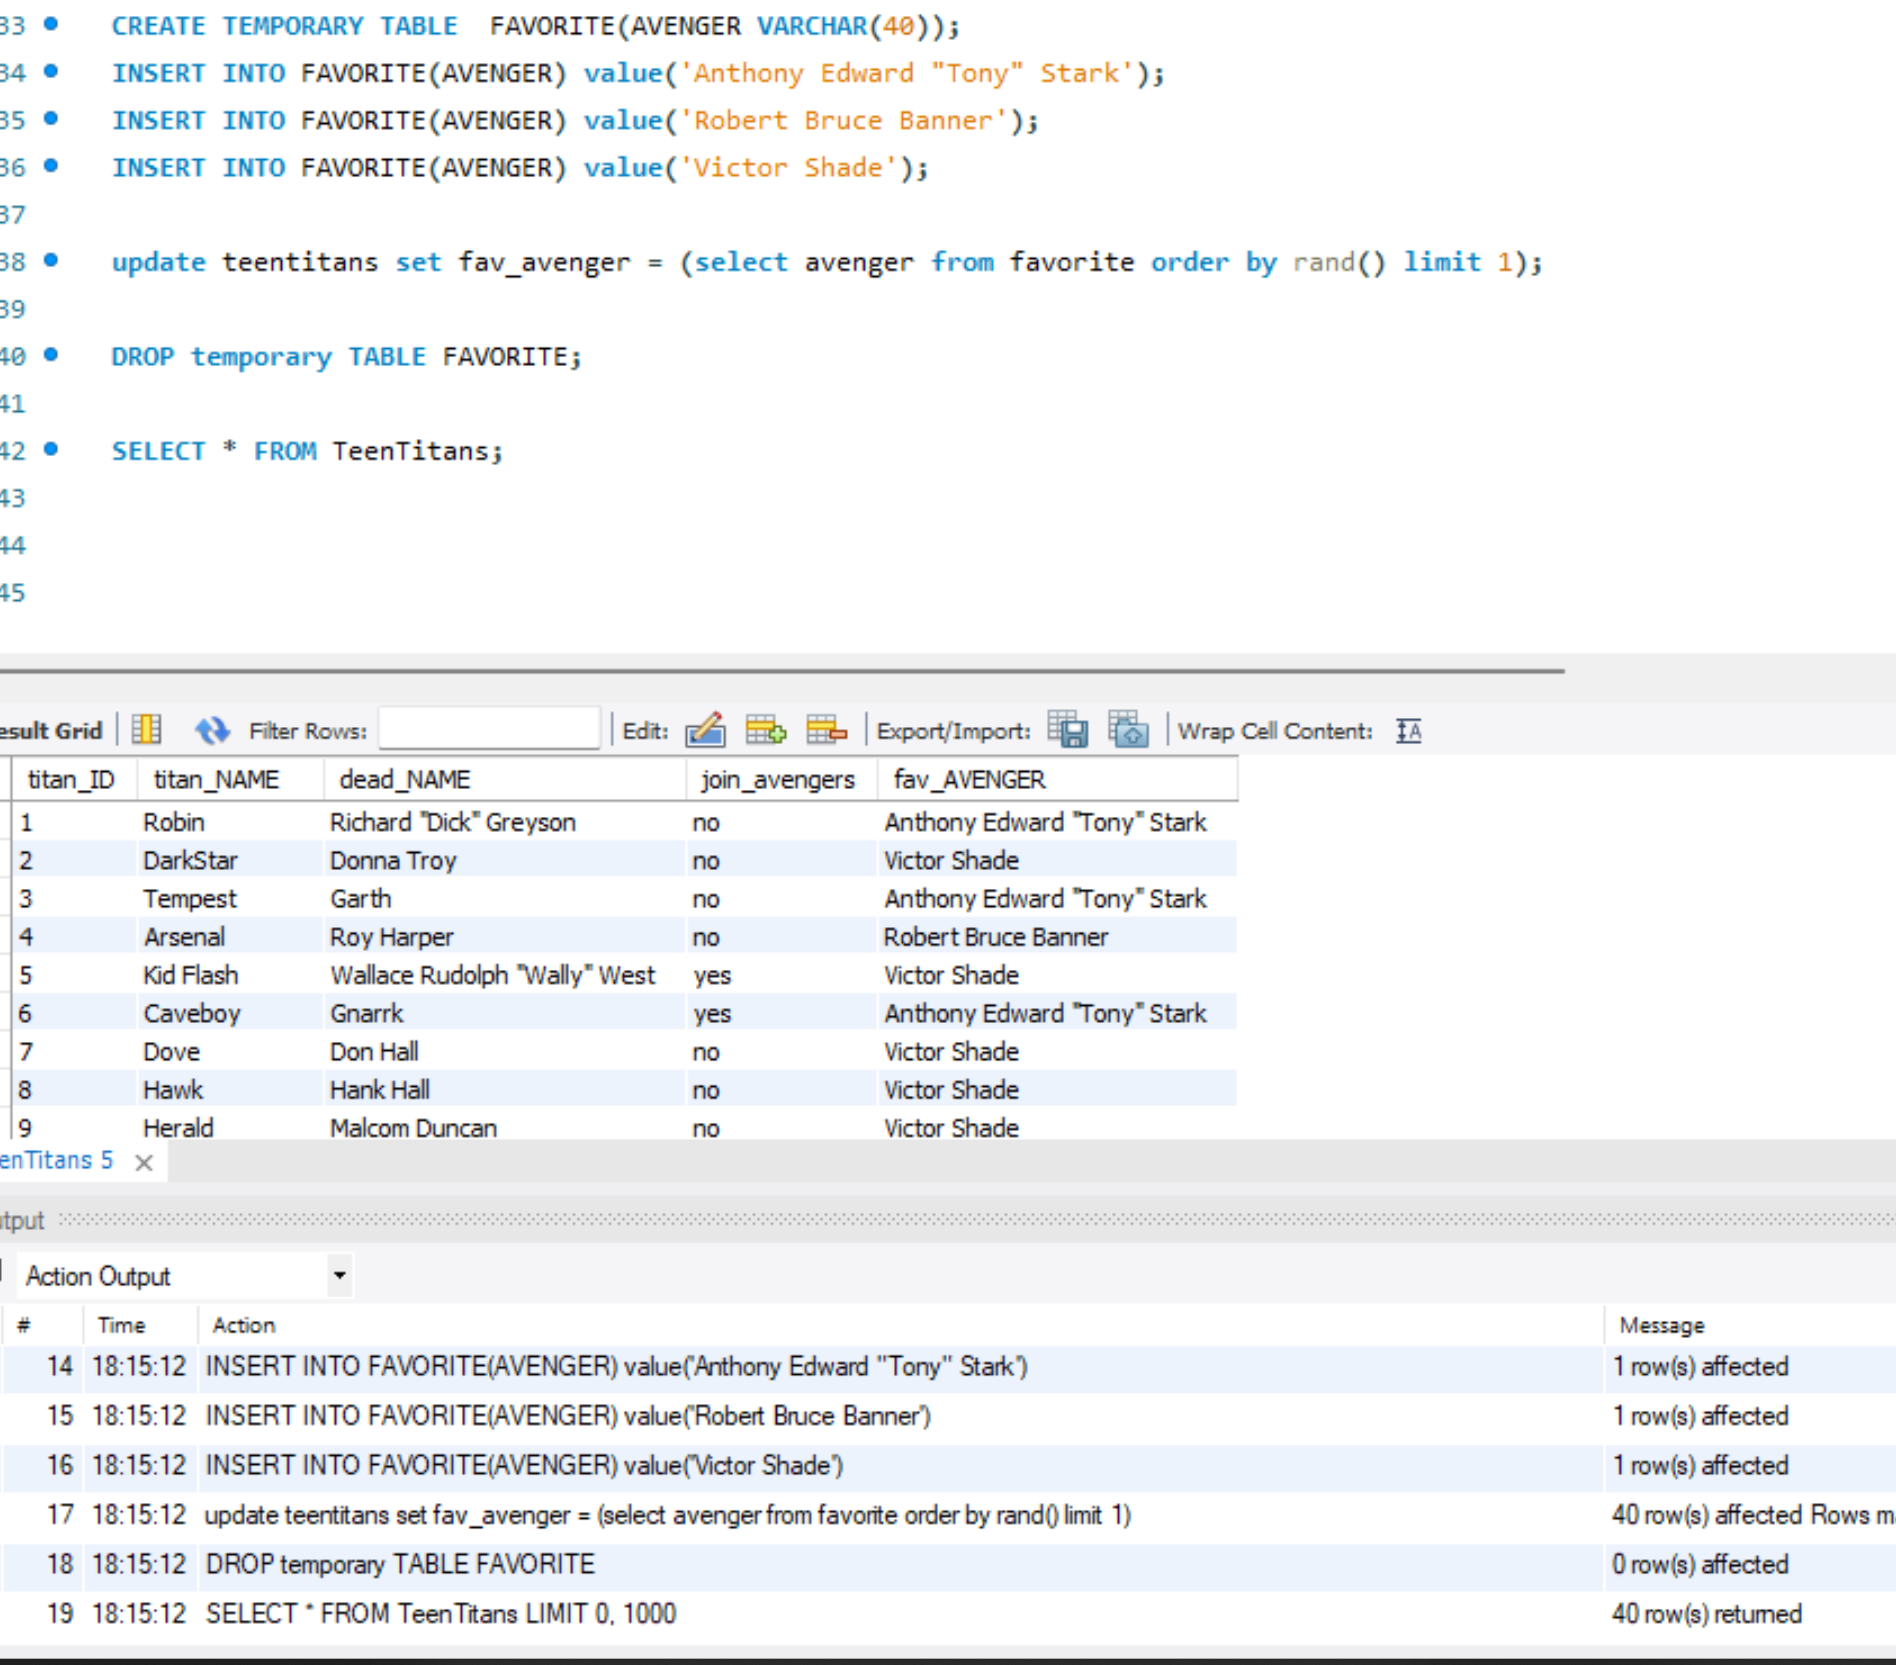 33 CREATE TEMPORARY TABLE  FAVORITE(AVENGER VARCHAR(40));
34 INSERT INTO FAVORITE(AVENGER) value('Anthony Edward "Tony" Stark');
35 INSERT INTO FAVORITE(AVENGER) value('Robert Bruce Banner');
36 INSERT INTO FAVORITE(AVENGER) value('Victor Shade');
37
38 update teentitans set fav_avenger = (select avenger from favorite order by rand() limit 1);
39
40 DROP temporary TABLE FAVORITE;
41
42 SELECT * FROM TeenTitans;
43
44
45
esult Grid Filter Rows: Edit: Export/Import: Wrap Cell Content:
titan_ID titan_NAME dead_NAME join_avengers fav_AVENGER
1 Robin Richard "Dick" Greyson no Anthony Edward "Tony" Stark
2 DarkStar Donna Troy no Victor Shade
3 Tempest Garth no Anthony Edward "Tony" Stark
4 Arsenal Roy Harper no Robert Bruce Banner
5 Kid Flash Wallace Rudolph "Wally" West yes Victor Shade
6 Caveboy Gnarrk yes Anthony Edward "Tony" Stark
7 Dove Don Hall no Victor Shade
8 Hawk Hank Hall no Victor Shade
9 Herald Malcom Duncan no Victor Shade
enTitans 5
tput
Action Output
# Time Action Message
14 18:15:12 INSERT INTO FAVORITE(AVENGER) value('Anthony Edward "Tony" Stark') 1 row(s) affected
15 18:15:12 INSERT INTO FAVORITE(AVENGER) value('Robert Bruce Banner') 1 row(s) affected
16 18:15:12 INSERT INTO FAVORITE(AVENGER) value('Victor Shade') 1 row(s) affected
17 18:15:12 update teentitans set fav_avenger = (select avenger from favorite order by rand() limit 1) 40 row(s) affected Rows m
18 18:15:12 DROP temporary TABLE FAVORITE 0 row(s) affected
19 18:15:12 SELECT * FROM TeenTitans LIMIT 0, 1000 40 row(s) returned